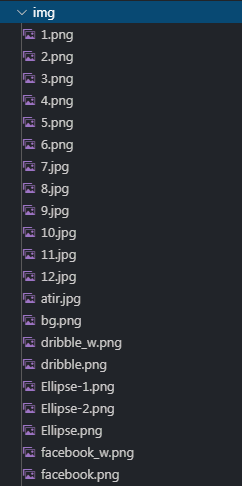 img
1.png
2.png
3.png
4.png
5.png
6.png
7.jpg
8.jpg
9.jpg
10.jpg
11.jpg
12.jpg
atir.jpg
bg.png
dribble_w.png
dribble.png
Ellipse-1.png
Ellipse-2.png
Ellipse.png
facebook_w.png
facebook.png